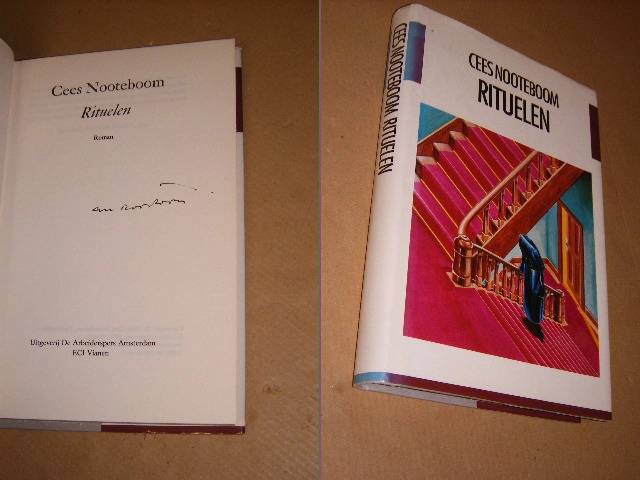 Cees Nooteboom
Rituelen
Roman
Uitgeverij De Arbeiderspers Amsterdam
ECI Vianen
CEES NOOTEBOOM RITUELEN
CEES NOOTEBOOM
RITUELEN